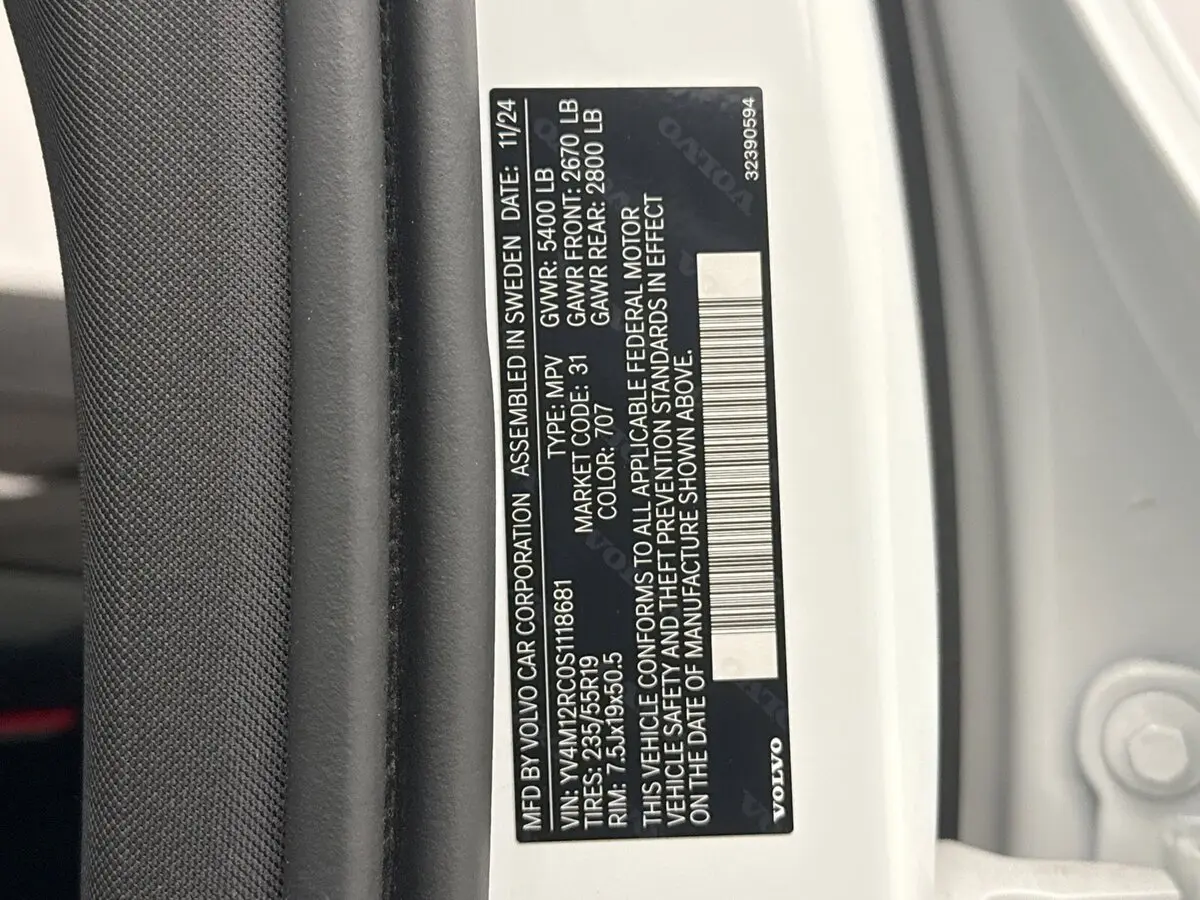 MFD BY VOLVO CAR CORPORATION ASSEMBLED IN SWEDEN DATE: 11/24
VIN: YV4M12RC0S1118681 TYPE: MPV GVWR: 5400 LB
TIRES: 235/55R19 MARKET CODE: 31 GAWR FRONT: 2670 LB
RIM: 7.5Jx19x50.5 COLOR: 707 GAWR REAR: 2800 LB
THIS VEHICLE CONFORMS TO ALL APPLICABLE FEDERAL MOTOR
VEHICLE SAFETY AND THEFT PREVENTION STANDARDS IN EFFECT
ON THE DATE OF MANUFACTURE SHOWN ABOVE.
VOLVO 32390594